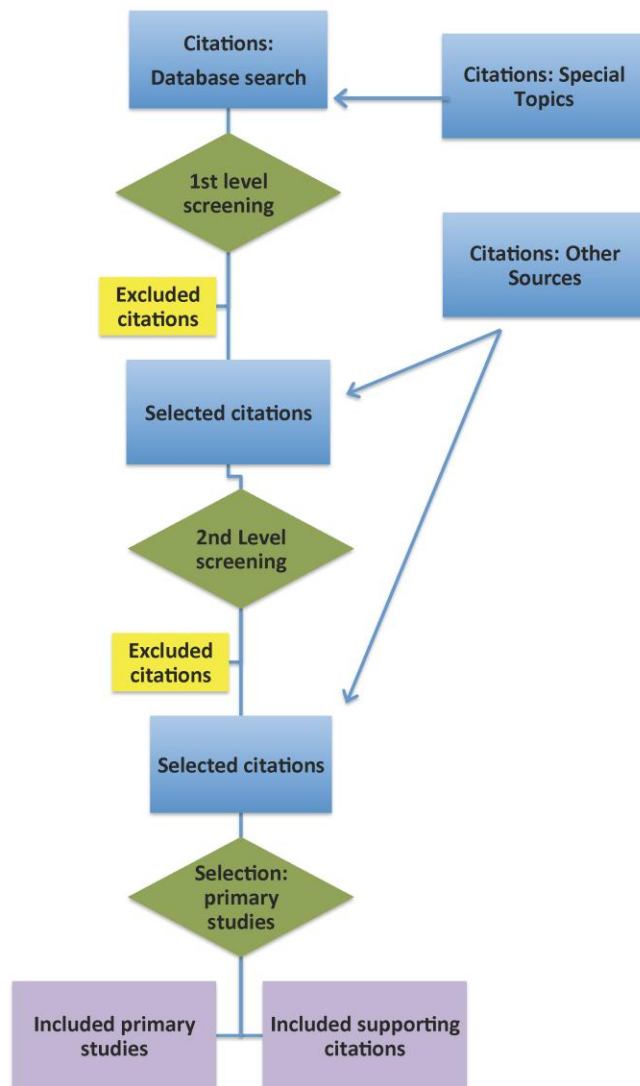 Citations:
Database search
Citations: Special
Topics
1st level
screening
Citations: Other
Sources
Excluded
citations
Selected citations
2nd Level
screening
Excluded
citations
Selected citations
Selection:
primary
studies
Included primary
studies
Included supporting
citations